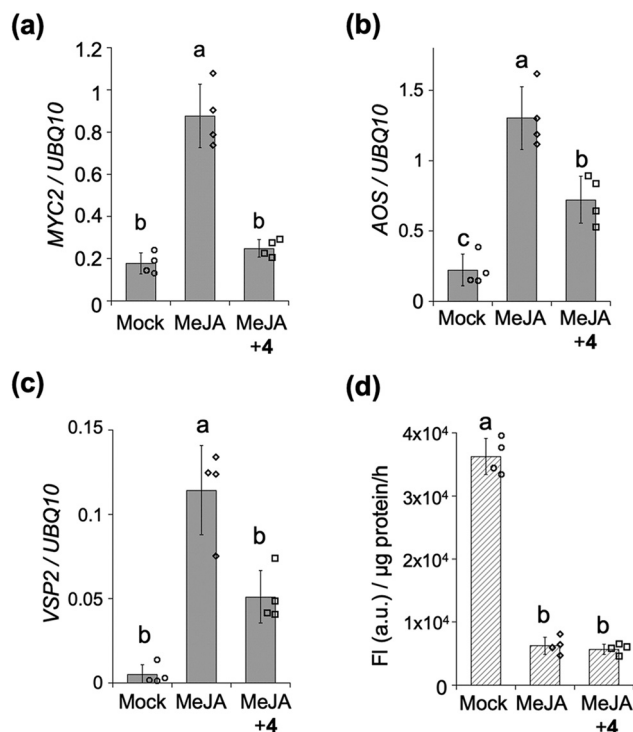 (a)
MYC2 / UBQ10
1.2
1
0.8
0.6
0.4
0.2
0
b
a
b
Mock MeJA MeJA
+4
(b)
AOS / UBQ10
1.5
1
0.5
0
c
a
b
Mock MeJA MeJA
+4
(c)
VSP2 / UBQ10
0.15
0.1
0.05
0
b
a
b
Mock MeJA MeJA
+4
(d)
FI (a.u.) / μg protein/h
4x10⁴
3x10⁴
2x10⁴
1x10⁴
0
a
b
b
Mock MeJA MeJA
+4